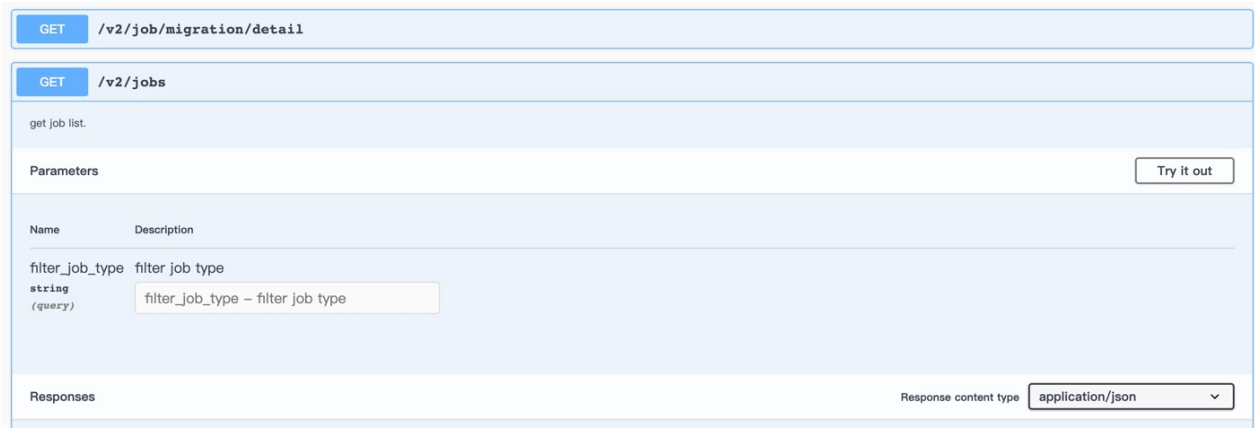 GET /v2/job/migration/detail
GET /v2/jobs
get job list.
Parameters Try it out
Name Description
filter_job_type filter job type
string
filter_job_type – filter job type
(query)
Responses Response content type application/json